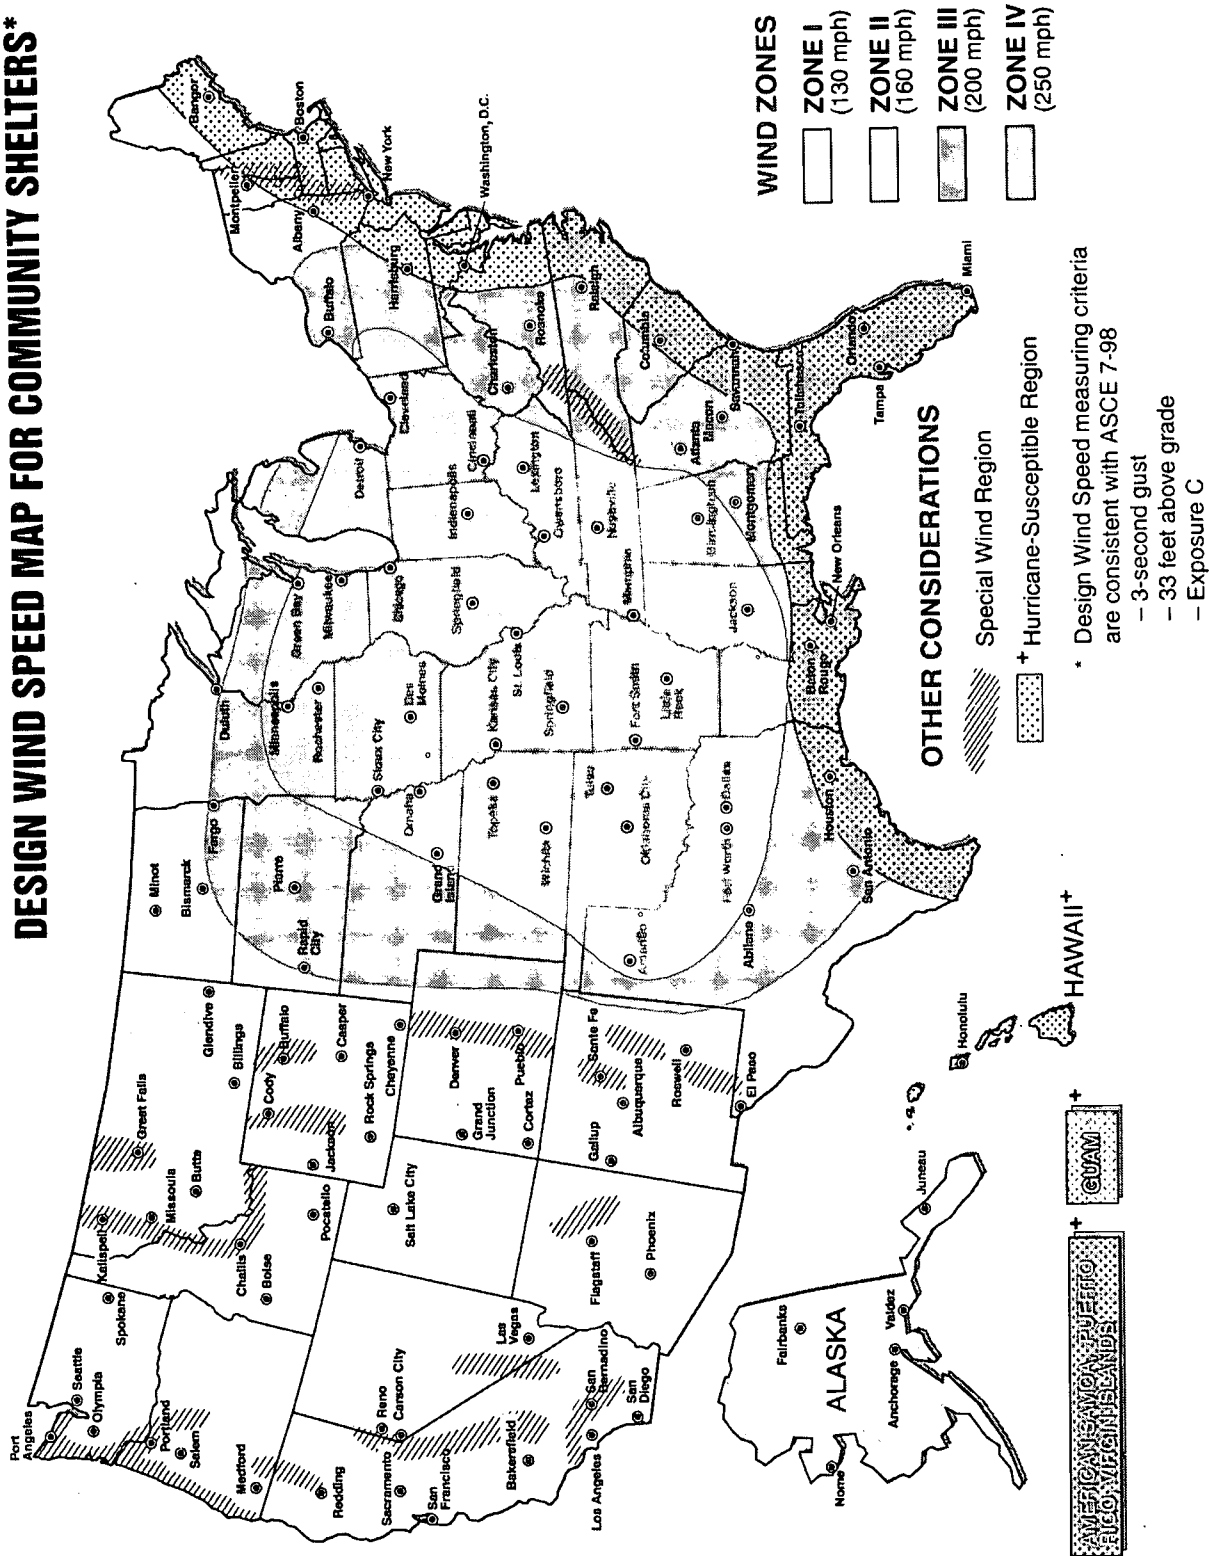 DESIGN WIND SPEED MAP FOR COMMUNITY SHELTERS*
Port
Angeles
Seattle
Olympia
Spokane
Kalispell
Great Falls
Missoula
Butte
Glendive
Billings
Minot
Bismarck
Fargo
Duluth
Portland
Salem
Medford
Challis
Boise
Pocatello
Cody
Buffalo
Jackson
Casper
Rock Springs
Cheyenne
Rapid
City
Pierre
Minneapolis
Rochester
Green Bay
Milwaukee
Detroit
Buffalo
Albany
Montpelier
Bangor
Boston
New York
Harrisburg
Cleveland
Washington, D.C.
Redding
Reno
Carson City
Sacramento
San
Francisco
Salt Lake City
Denver
Grand
Junction
Pueblo
Cortez
Grand
Island
Omaha
Sioux City
Des
Moines
Chicago
Springfield
Indianapolis
Cincinnati
Charleston
Roanoke
Raleigh
Bakersfield
Las
Vegas
Los Angeles
San
Bernadino
San
Diego
Flagstaff
Phoenix
Gallup
Sante Fe
Albuquerque
Roswell
El Paso
Topeka
Wichita
Kansas City
St. Louis
Springfield
Lexington
Owensboro
Nashville
Memphis
Tulsa
Oklahoma City
Amarillo
Fort Smith
Little
Rock
Fort Worth
Dallas
Abilene
San Antonio
Houston
Baton
Rouge
New Orleans
Jackson
Birmingham
Montgomery
Atlanta
Macon
Columbia
Savannah
Orlando
Tampa
Miami
Fairbanks
ALASKA
Anchorage
Valdez
Nome
Juneau
Honolulu
HAWAII+
AMERICAN SAMOA, PUERTO
RICO, VIRGIN ISLANDS
+
GUAM
+
OTHER CONSIDERATIONS
Special Wind Region
+ Hurricane-Susceptible Region
* Design Wind Speed measuring criteria
are consistent with ASCE 7-98
– 3-second gust
– 33 feet above grade
– Exposure C
WIND ZONES
ZONE I
(130 mph)
ZONE II
(160 mph)
ZONE III
(200 mph)
ZONE IV
(250 mph)